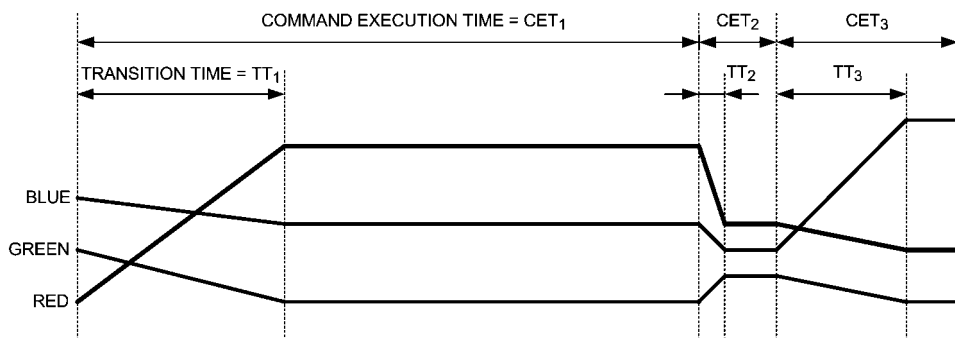 COMMAND EXECUTION TIME = CET₁
CET₂
CET₃
TRANSITION TIME = TT₁
TT₂
TT₃
BLUE
GREEN
RED